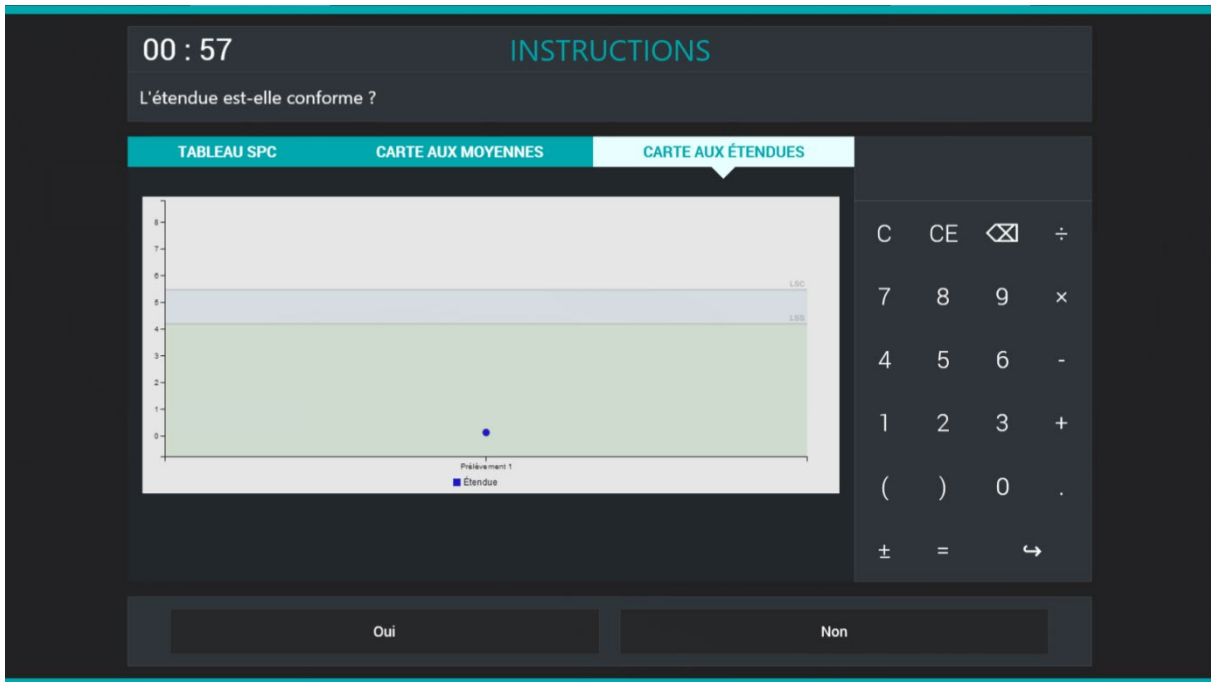 00 : 57
INSTRUCTIONS
L'étendue est-elle conforme ?
TABLEAU SPC
CARTE AUX MOYENNES
CARTE AUX ÉTENDUES
8
7
6
5
4
3
2
1
0
LSC
LSS
Prélèvement 1
Étendue
C CE ÷
7 8 9 ×
4 5 6 -
1 2 3 +
( ) 0 .
± =
Oui
Non